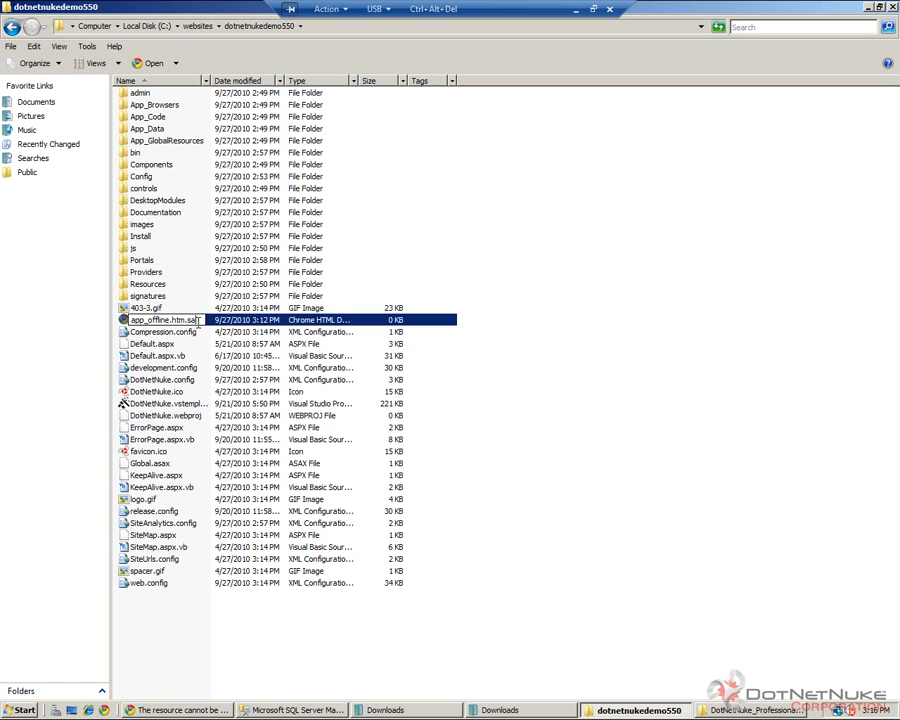 dotnetnukedemo550
Action USB Ctrl+Alt+Del
Computer Local Disk (C:) websites dotnetnukedemo550 Search
File Edit View Tools Help
Organize Views Open
Favorite Links
Documents
Pictures
Music
Recently Changed
Searches
Public
Name Date modified Type Size Tags
admin 9/27/2010 2:49 PM File Folder
App_Browsers 9/27/2010 2:49 PM File Folder
App_Code 9/27/2010 2:49 PM File Folder
App_Data 9/27/2010 2:49 PM File Folder
App_GlobalResources 9/27/2010 2:49 PM File Folder
bin 9/27/2010 2:57 PM File Folder
Components 9/27/2010 2:49 PM File Folder
Config 9/27/2010 2:53 PM File Folder
controls 9/27/2010 2:49 PM File Folder
DesktopModules 9/27/2010 2:57 PM File Folder
Documentation 9/27/2010 2:57 PM File Folder
images 9/27/2010 2:57 PM File Folder
Install 9/27/2010 2:57 PM File Folder
js 9/27/2010 2:50 PM File Folder
Portals 9/27/2010 2:58 PM File Folder
Providers 9/27/2010 2:57 PM File Folder
Resources 9/27/2010 2:57 PM File Folder
signatures 9/27/2010 2:57 PM File Folder
403-3.gif 4/27/2010 3:14 PM GIF Image 23 KB
app_offline.htm.sa 9/27/2010 3:12 PM Chrome HTML D... 0 KB
Compression.config 4/27/2010 3:14 PM XML Configuratio... 1 KB
Default.aspx 5/21/2010 8:57 AM ASPX File 3 KB
Default.aspx.vb 6/17/2010 10:45... Visual Basic Sour... 31 KB
development.config 9/20/2010 11:58... XML Configuratio... 30 KB
DotNetNuke.config 9/27/2010 2:57 PM XML Configuratio... 3 KB
DotNetNuke.ico 4/27/2010 3:14 PM Icon 15 KB
DotNetNuke.vstempl... 9/21/2010 5:50 PM Visual Studio Pro... 221 KB
DotNetNuke.webproj 5/21/2010 8:57 AM WEBPROJ File 1 KB
ErrorPage.aspx 4/27/2010 3:14 PM ASPX File 2 KB
ErrorPage.aspx.vb 9/20/2010 11:55... Visual Basic Sour... 8 KB
favicon.ico 4/27/2010 3:14 PM Icon 15 KB
Global.asax 4/27/2010 3:14 PM ASAX File 1 KB
KeepAlive.aspx 4/27/2010 3:14 PM ASPX File 1 KB
KeepAlive.aspx.vb 4/27/2010 3:14 PM Visual Basic Sour... 2 KB
logo.gif 4/27/2010 3:14 PM GIF Image 4 KB
release.config 9/20/2010 11:58... XML Configuratio... 30 KB
SiteAnalytics.config 9/27/2010 2:57 PM XML Configuratio... 2 KB
SiteMap.aspx 4/27/2010 3:14 PM ASPX File 1 KB
SiteMap.aspx.vb 4/27/2010 3:14 PM Visual Basic Sour... 6 KB
SiteUrls.config 4/27/2010 3:14 PM XML Configuratio... 2 KB
spacer.gif 4/27/2010 3:14 PM GIF Image 1 KB
web.config 9/27/2010 3:14 PM XML Configuratio... 34 KB
Folders
DOTNETNUKE
CORPORATION
Start The resource cannot be ... Microsoft SQL Server Ma... Downloads Downloads dotnetnukedemo550 DotNetNuke_Professiona... 3:16 PM